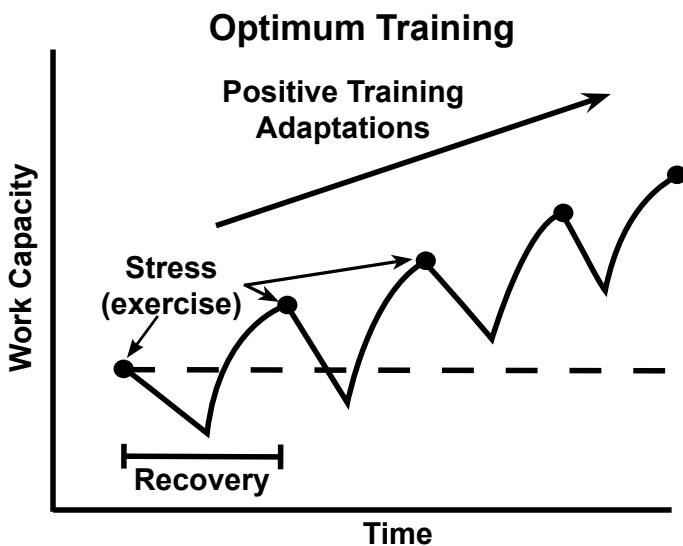 Optimum Training
Positive Training
Adaptations
Work Capacity
Stress
(exercise)
Recovery
Time